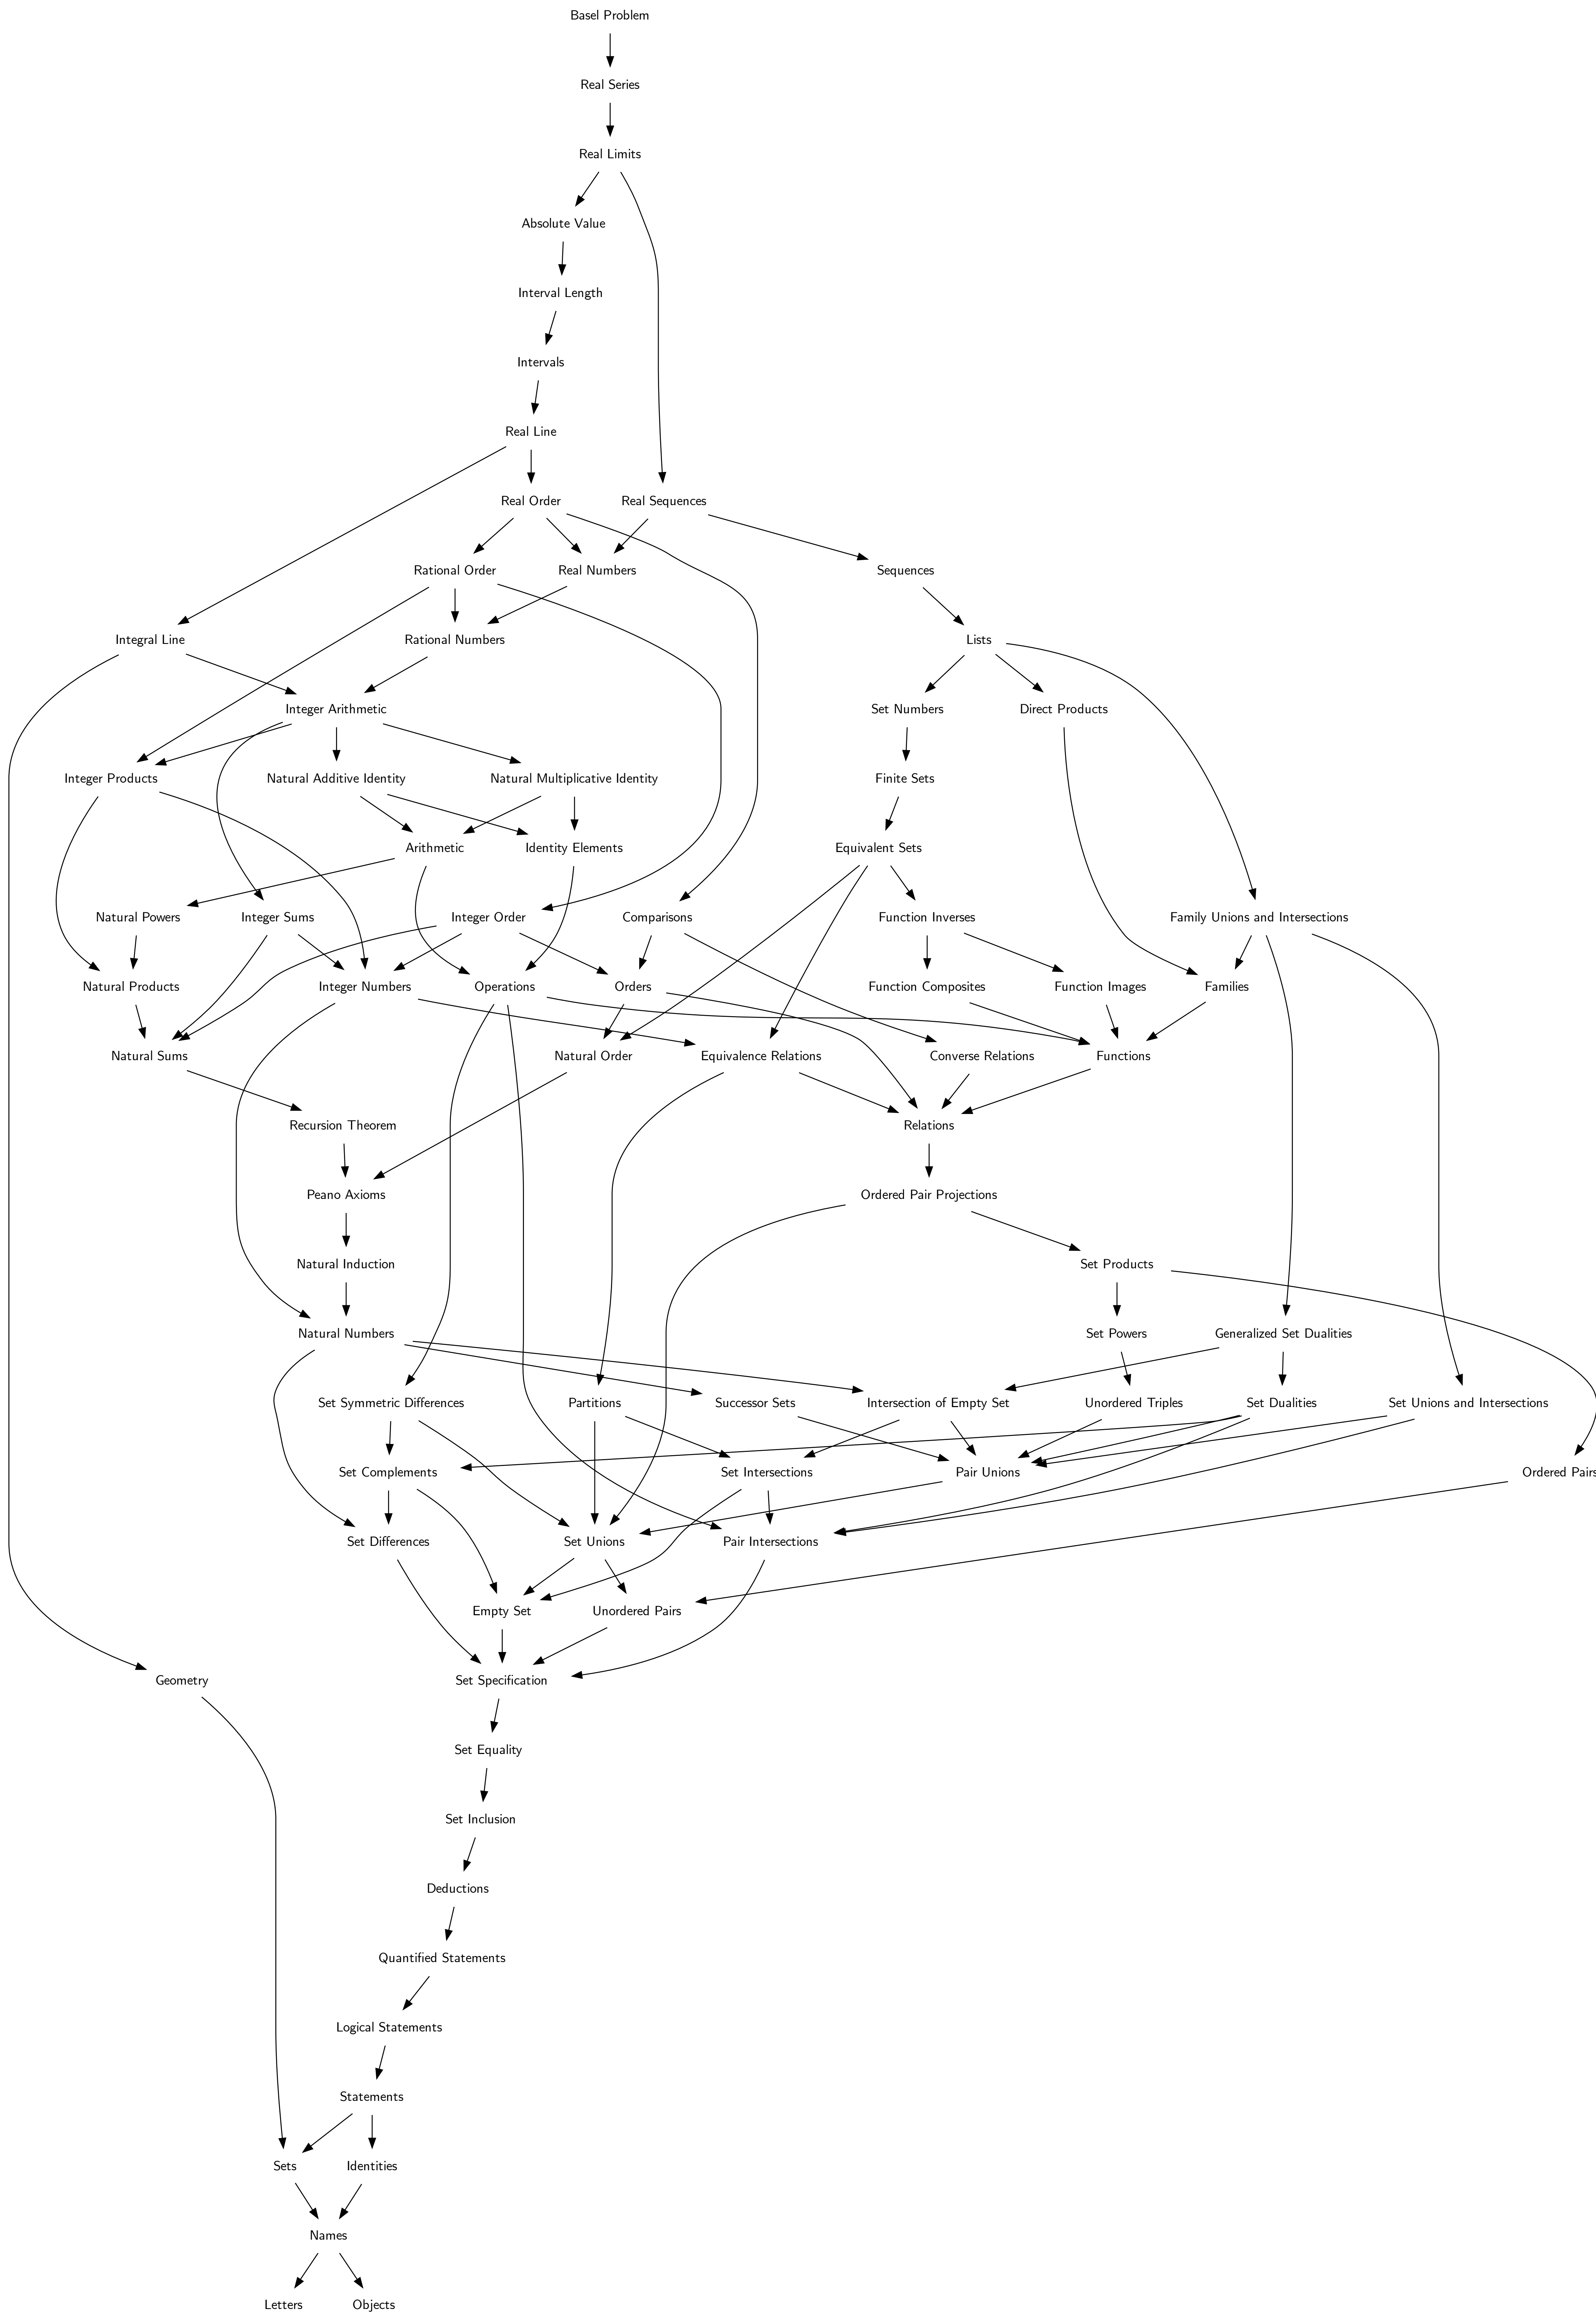 Basel Problem
Real Series
Real Limits
Absolute Value
Interval Length
Intervals
Real Line
Real Order
Real Sequences
Rational Order
Real Numbers
Sequences
Integral Line
Rational Numbers
Lists
Integer Arithmetic
Set Numbers
Direct Products
Integer Products
Natural Additive Identity
Natural Multiplicative Identity
Finite Sets
Arithmetic
Identity Elements
Equivalent Sets
Natural Powers
Integer Sums
Integer Order
Comparisons
Function Inverses
Family Unions and Intersections
Natural Products
Integer Numbers
Operations
Orders
Function Composites
Function Images
Families
Natural Sums
Natural Order
Equivalence Relations
Converse Relations
Functions
Recursion Theorem
Relations
Peano Axioms
Ordered Pair Projections
Natural Induction
Set Products
Natural Numbers
Set Powers
Generalized Set Dualities
Set Symmetric Differences
Partitions
Successor Sets
Intersection of Empty Set
Unordered Triples
Set Dualities
Set Unions and Intersections
Set Complements
Set Intersections
Pair Unions
Ordered Pairs
Set Differences
Set Unions
Pair Intersections
Empty Set
Unordered Pairs
Geometry
Set Specification
Set Equality
Set Inclusion
Deductions
Quantified Statements
Logical Statements
Statements
Sets
Identities
Names
Letters
Objects